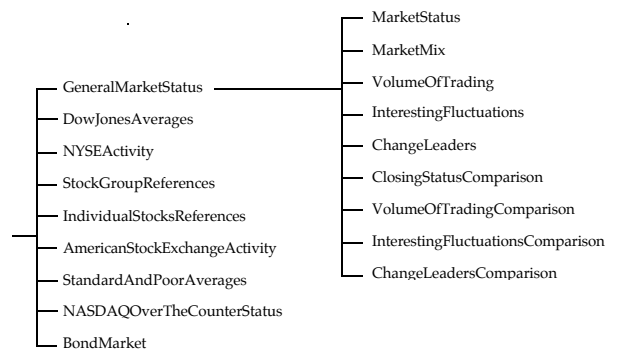 GeneralMarketStatus
DowJonesAverages
NYSEActivity
StockGroupReferences
IndividualStocksReferences
AmericanStockExchangeActivity
StandardAndPoorAverages
NASDAQOverTheCounterStatus
BondMarket
MarketStatus
MarketMix
VolumeOfTrading
InterestingFluctuations
ChangeLeaders
ClosingStatusComparison
VolumeOfTradingComparison
InterestingFluctuationsComparison
ChangeLeadersComparison